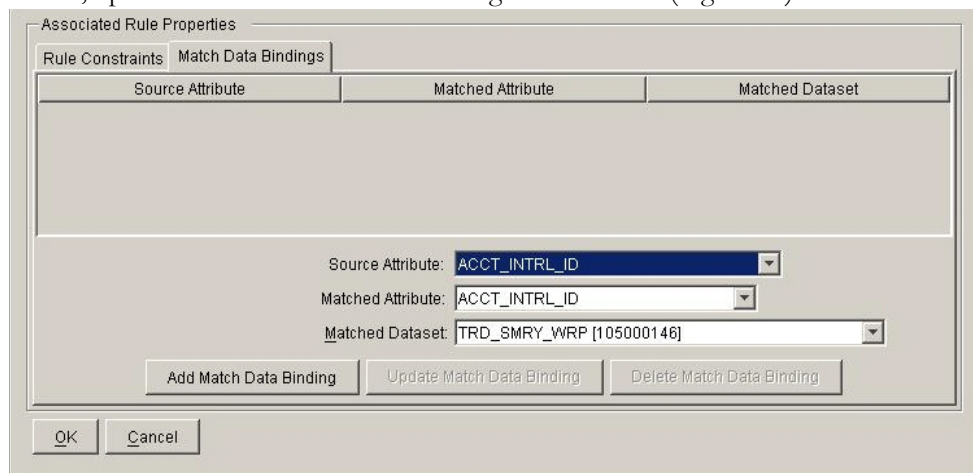 Associated Rule Properties
Rule Constraints Match Data Bindings
Source Attribute Matched Attribute Matched Dataset
Source Attribute: ACCT_INTRL_ID
Matched Attribute: ACCT_INTRL_ID
Matched Dataset: TRD_SMRY_WRP [105000146]
Add Match Data Binding Update Match Data Binding Delete Match Data Binding
OK Cancel